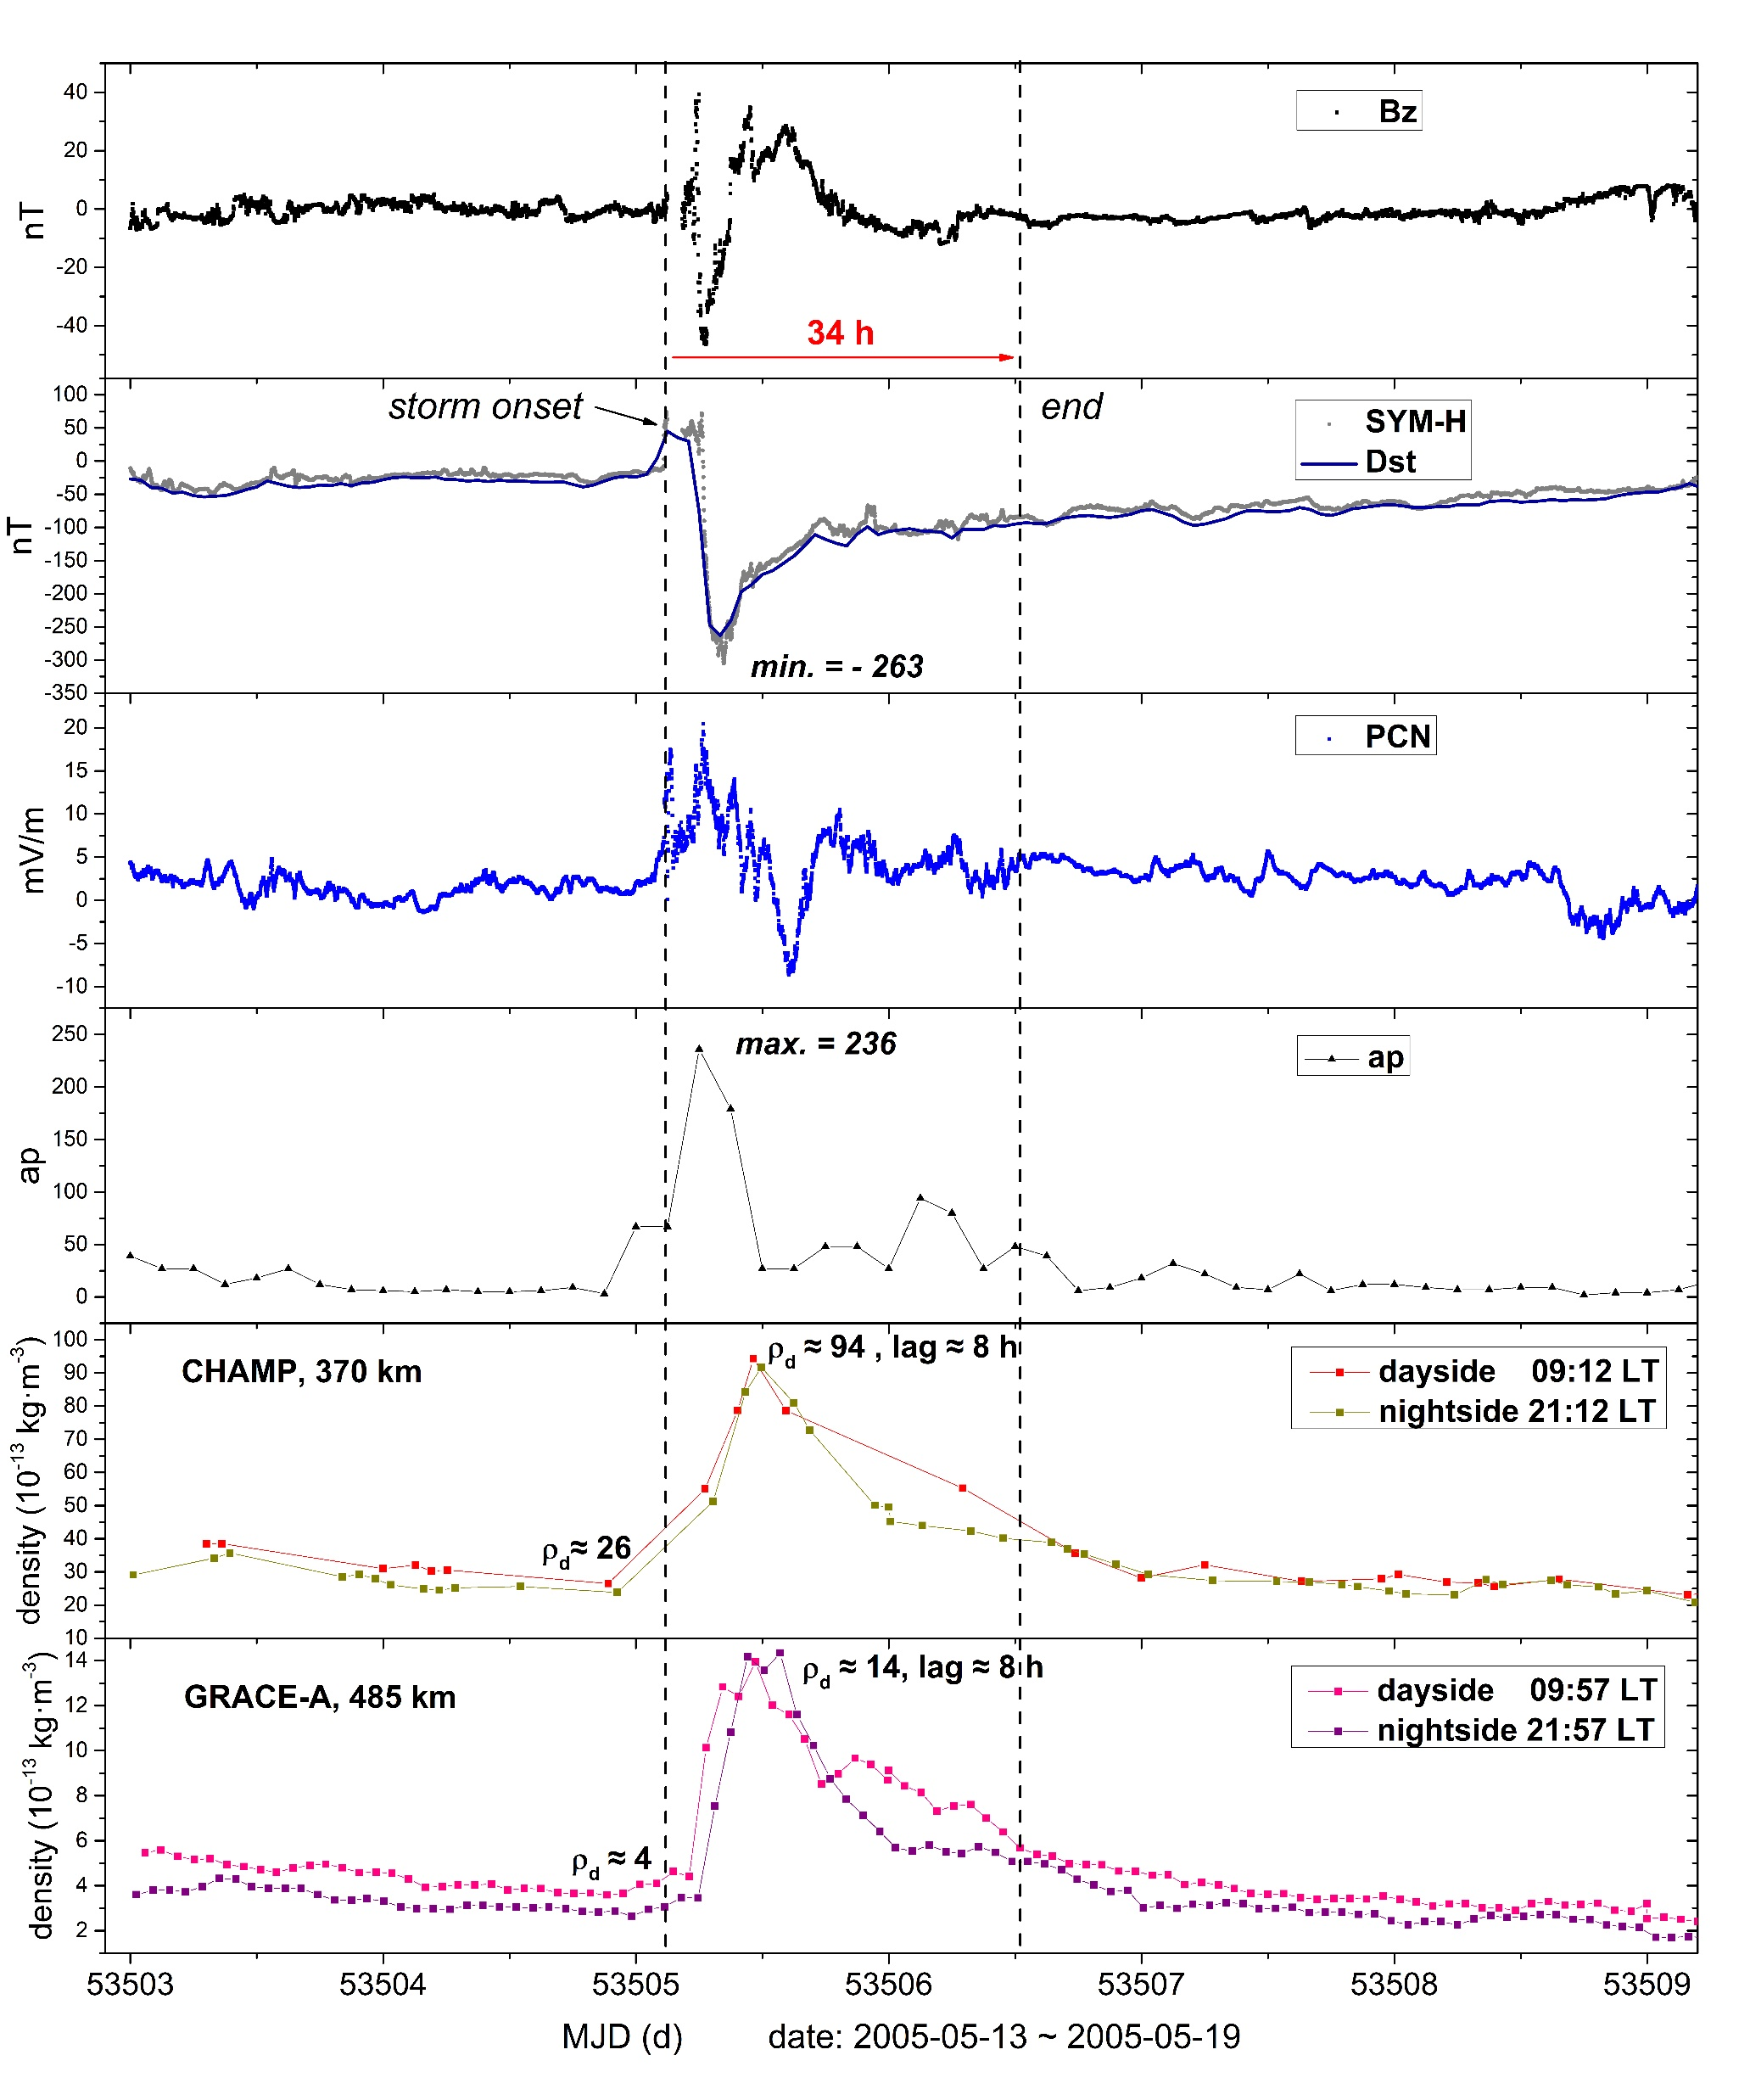 40
20
0
-20
-40
nT
Bz
34 h
100
50
0
-50
-100
-150
-200
-250
-300
-350
nT
storm onset
end
SYM-H
Dst
min. = - 263
20
15
10
5
0
-5
-10
mV/m
PCN
250
200
150
100
50
0
ap
max. = 236
ap
100
90
80
70
60
50
40
30
20
10
density (10⁻¹³ kg·m⁻³)
CHAMP, 370 km
ρd ≈ 94 , lag ≈ 8 h
ρd ≈ 26
dayside 09:12 LT
nightside 21:12 LT
14
12
10
8
6
4
2
density (10⁻¹³ kg·m⁻³)
GRACE-A, 485 km
ρd ≈ 14, lag ≈ 8 h
ρd ≈ 4
dayside 09:57 LT
nightside 21:57 LT
53503 53504 53505 53506 53507 53508 53509
MJD (d) date: 2005-05-13 ~ 2005-05-19